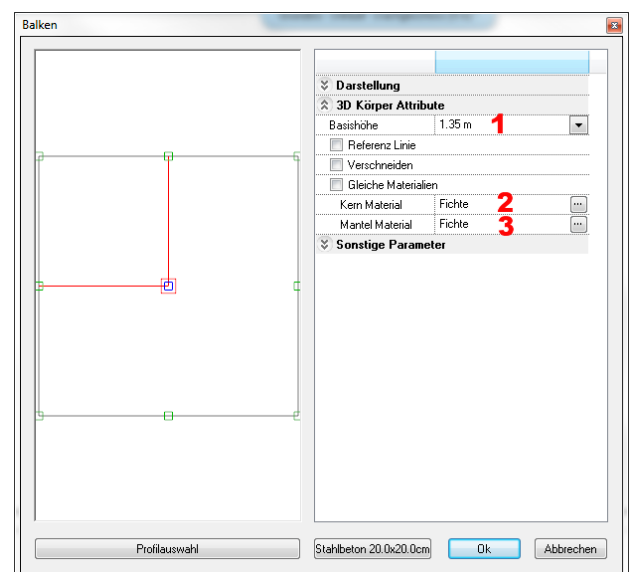 Balken
Darstellung
3D Körper Attribute
Basishöhe 1.35 m 1
Referenz Linie
Verschneiden
Gleiche Materialien
Kern Material Fichte 2 ...
Mantel Material Fichte 3 ...
Sonstige Parameter
Profilauswahl Stahlbeton 20.0x20.0cm Ok Abbrechen